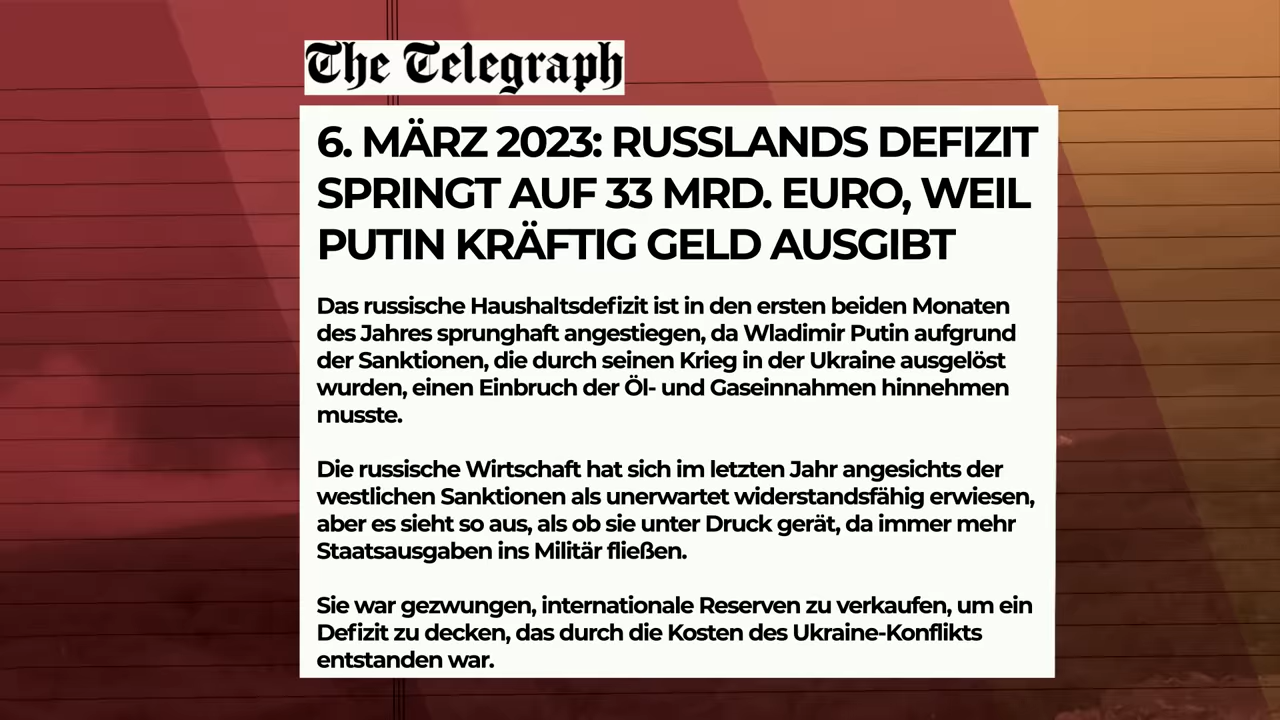 The Telegraph
6. MÄRZ 2023: RUSSLANDS DEFIZIT
SPRINGT AUF 33 MRD. EURO, WEIL
PUTIN KRÄFTIG GELD AUSGIBT
Das russische Haushaltsdefizit ist in den ersten beiden Monaten
des Jahres sprunghaft angestiegen, da Wladimir Putin aufgrund
der Sanktionen, die durch seinen Krieg in der Ukraine ausgelöst
wurden, einen Einbruch der Öl- und Gaseinnahmen hinnehmen
musste.
Die russische Wirtschaft hat sich im letzten Jahr angesichts der
westlichen Sanktionen als unerwartet widerstandsfähig erwiesen,
aber es sieht so aus, als ob sie unter Druck gerät, da immer mehr
Staatsausgaben ins Militär fließen.
Sie war gezwungen, internationale Reserven zu verkaufen, um ein
Defizit zu decken, das durch die Kosten des Ukraine-Konflikts
entstanden war.